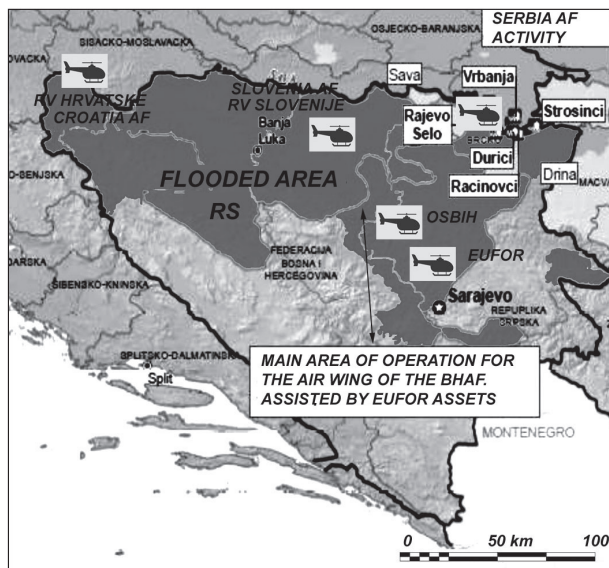 SERBIA AF
ACTIVITY
OSJECKO-BARANJSKA
SISACKO-MOSLAVACKA
OVACKA
RV HRVATSKE
CROATIA AF
SLOVENIA AF
RV SLOVENIJE
Sava
Vrbanja
Strosinci
Rajevo
Selo
BRCKO
Banja
Luka
Durici
Racinovci
Drina
MACVA
KO-SENJSKA
FLOODED AREA
RS
OSBIH
EUFOR
FEDERACIJA
BOSNA I
HERCEGOVINA
DARSKA
SIBENSKO-KNINSKA
Sarajevo
REPUBLIKA
SRPSKA
SPLITSKO-DALMATINSKA
Split
MAIN AREA OF OPERATION FOR
THE AIR WING OF THE BHAF.
ASSISTED BY EUFOR ASSETS
MONTENEGRO
0 50 km 100